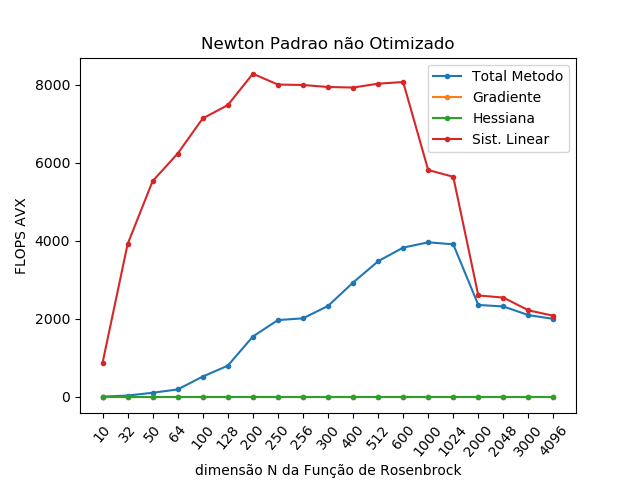 Newton Padrao não Otimizado
Total Metodo
Gradiente
Hessiana
Sist. Linear
8000
6000
4000
2000
0
FLOPS AVX
10 32 50 64 100 128 200 250 256 300 400 512 600 1000 1024 2000 2048 3000 4096
dimensão N da Função de Rosenbrock